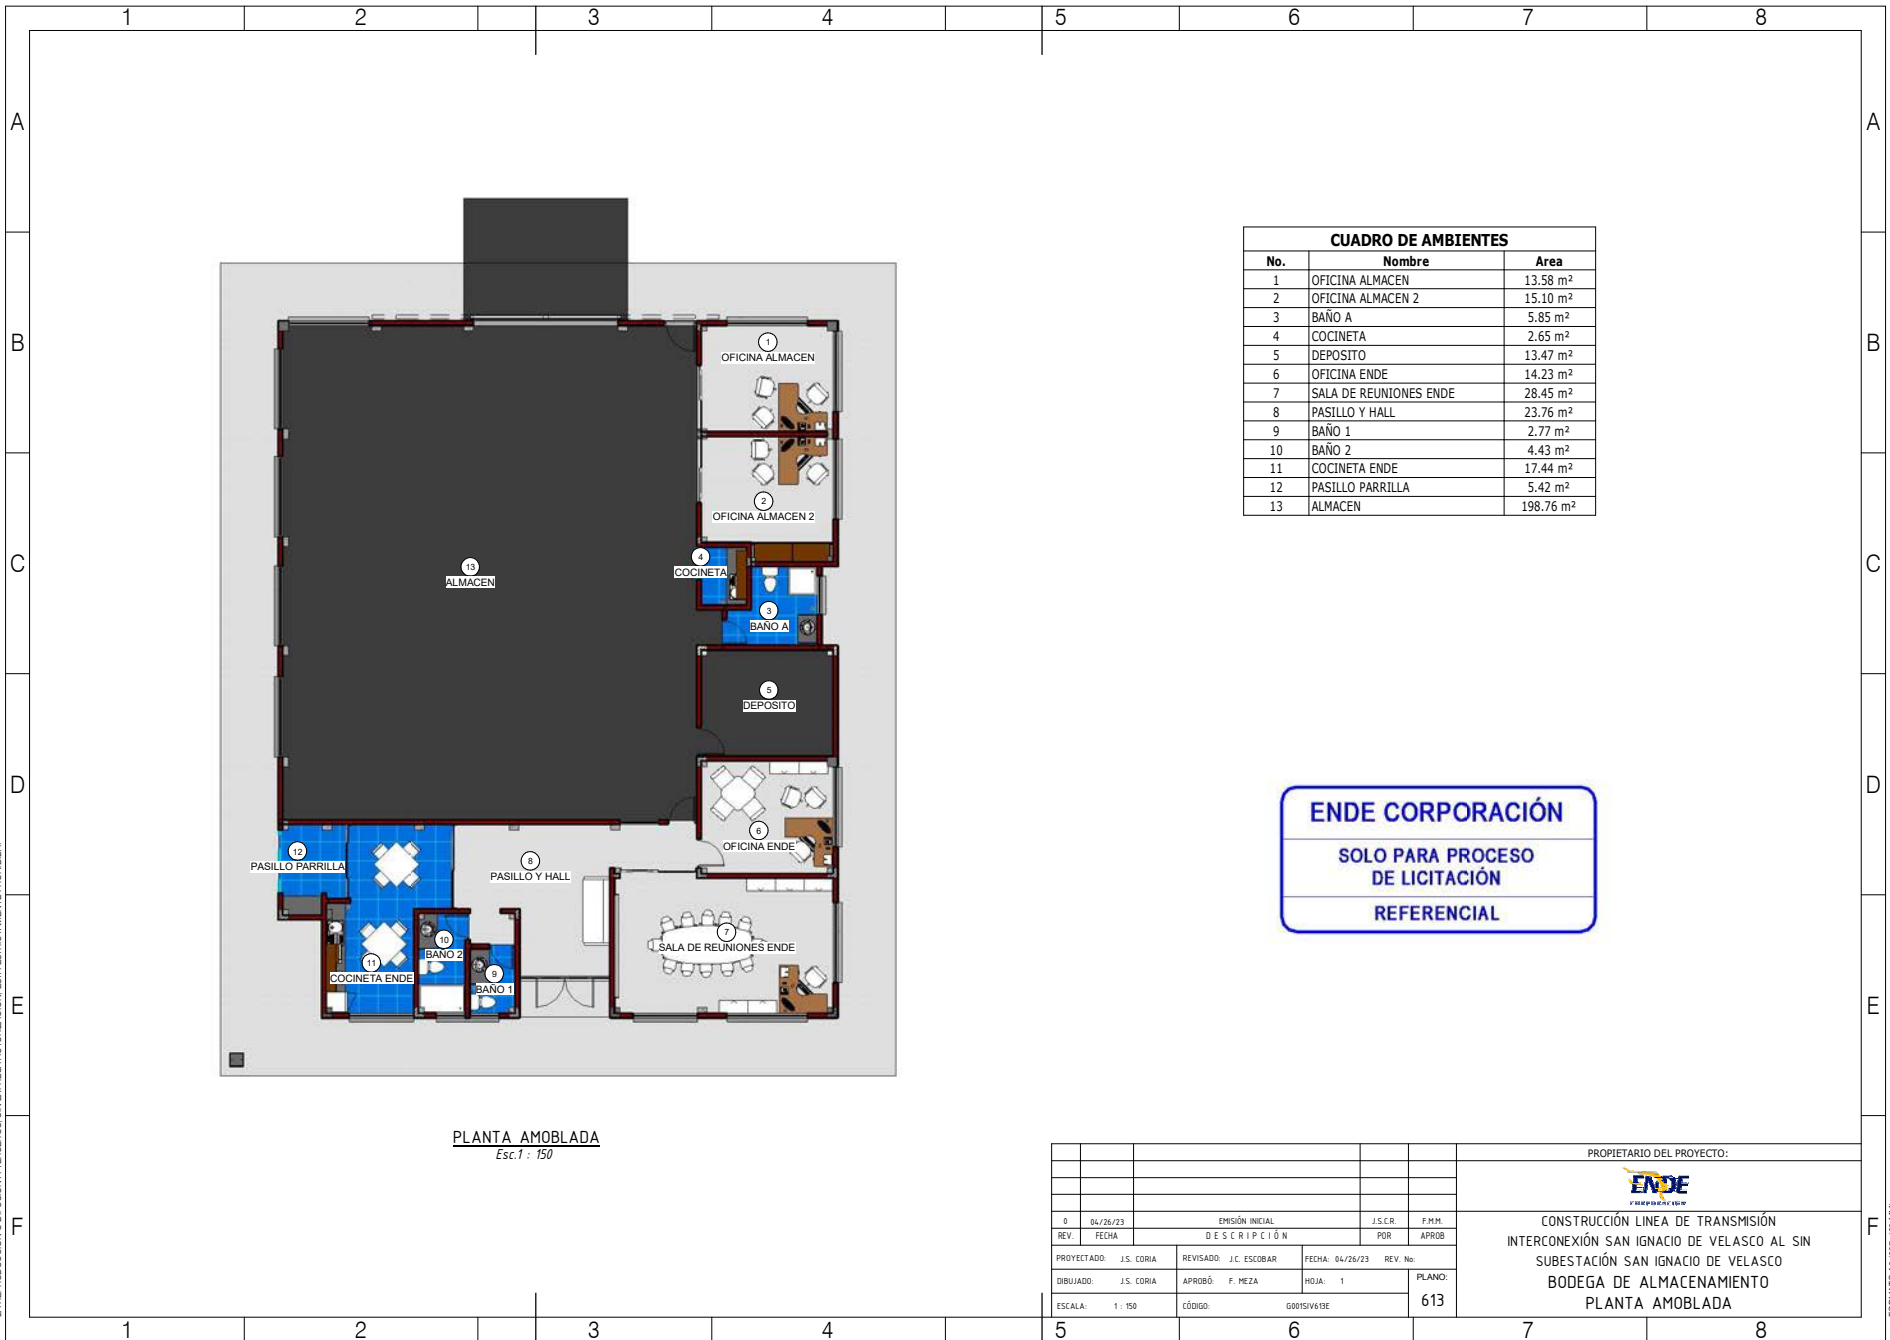 1 2 3 4 5 6 7 8
A A
B B
C C
D D
E E
F F
1
OFICINA ALMACEN
2
OFICINA ALMACEN 2
4
COCINETA
3
BAÑO A
13
ALMACEN
5
DEPOSITO
6
OFICINA ENDE
12
PASILLO PARRILLA
8
PASILLO Y HALL
7
SALA DE REUNIONES ENDE
10
BAÑO 2
11
COCINETA ENDE
9
BAÑO 1
PLANTA AMOBLADA
Esc.1 : 150
CUADRO DE AMBIENTES
No. Nombre Area
1 OFICINA ALMACEN 13.58 m²
2 OFICINA ALMACEN 2 15.10 m²
3 BAÑO A 5.85 m²
4 COCINETA 2.65 m²
5 DEPOSITO 13.47 m²
6 OFICINA ENDE 14.23 m²
7 SALA DE REUNIONES ENDE 28.45 m²
8 PASILLO Y HALL 23.76 m²
9 BAÑO 1 2.77 m²
10 BAÑO 2 4.43 m²
11 COCINETA ENDE 17.44 m²
12 PASILLO PARRILLA 5.42 m²
13 ALMACEN 198.76 m²
ENDE CORPORACIÓN
SOLO PARA PROCESO
DE LICITACIÓN
REFERENCIAL
0 04/26/23 EMISIÓN INICIAL J.S.C.R. F.M.M.
REV. FECHA DESCRIPCIÓN POR APROB
PROYECTADO: J.S. CORIA REVISADO: J.C. ESCOBAR FECHA: 04/26/23 REV. No:
DIBUJADO: J.S. CORIA APROBÓ: F. MEZA HOJA: 1 PLANO:
613
ESCALA: 1 : 150 CÓDIGO: G001SIV613E
PROPIETARIO DEL PROYECTO:
ENDE
CORPORACIÓN
CONSTRUCCIÓN LINEA DE TRANSMISIÓN
INTERCONEXIÓN SAN IGNACIO DE VELASCO AL SIN
SUBESTACIÓN SAN IGNACIO DE VELASCO
BODEGA DE ALMACENAMIENTO
PLANTA AMOBLADA
1 2 3 4 5 6 7 8